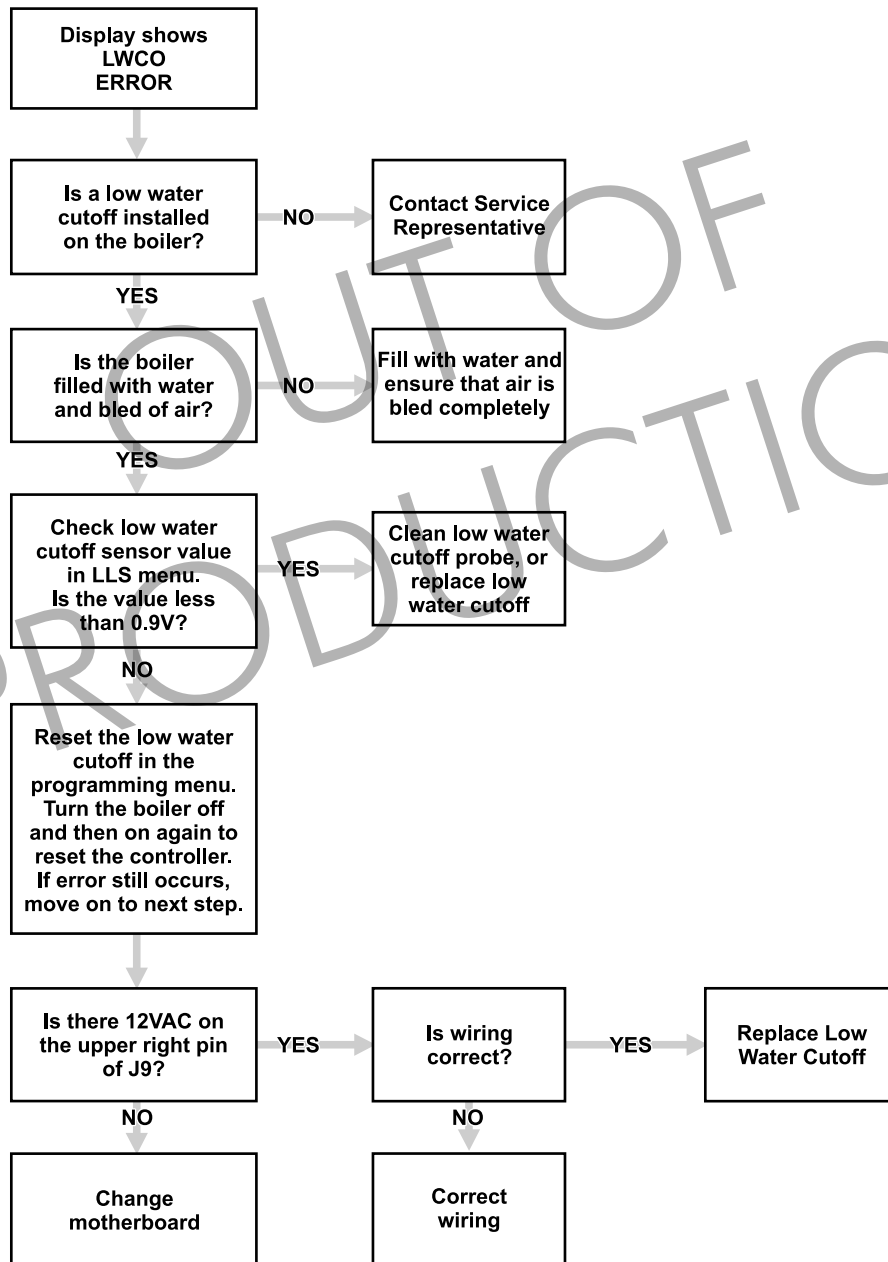 Display shows
LWCO
ERROR
Is a low water
cutoff installed
on the boiler?
NO
Contact Service
Representative
YES
Is the boiler
filled with water
and bled of air?
NO
Fill with water and
ensure that air is
bled completely
YES
Check low water
cutoff sensor value
in LLS menu.
Is the value less
than 0.9V?
YES
Clean low water
cutoff probe, or
replace low
water cutoff
NO
Reset the low water
cutoff in the
programming menu.
Turn the boiler off
and then on again to
reset the controller.
If error still occurs,
move on to next step.
Is there 12VAC on
the upper right pin
of J9?
YES
Is wiring
correct?
YES
Replace Low
Water Cutoff
NO
Change
motherboard
NO
Correct
wiring
OUT OF
PRODUCTIO